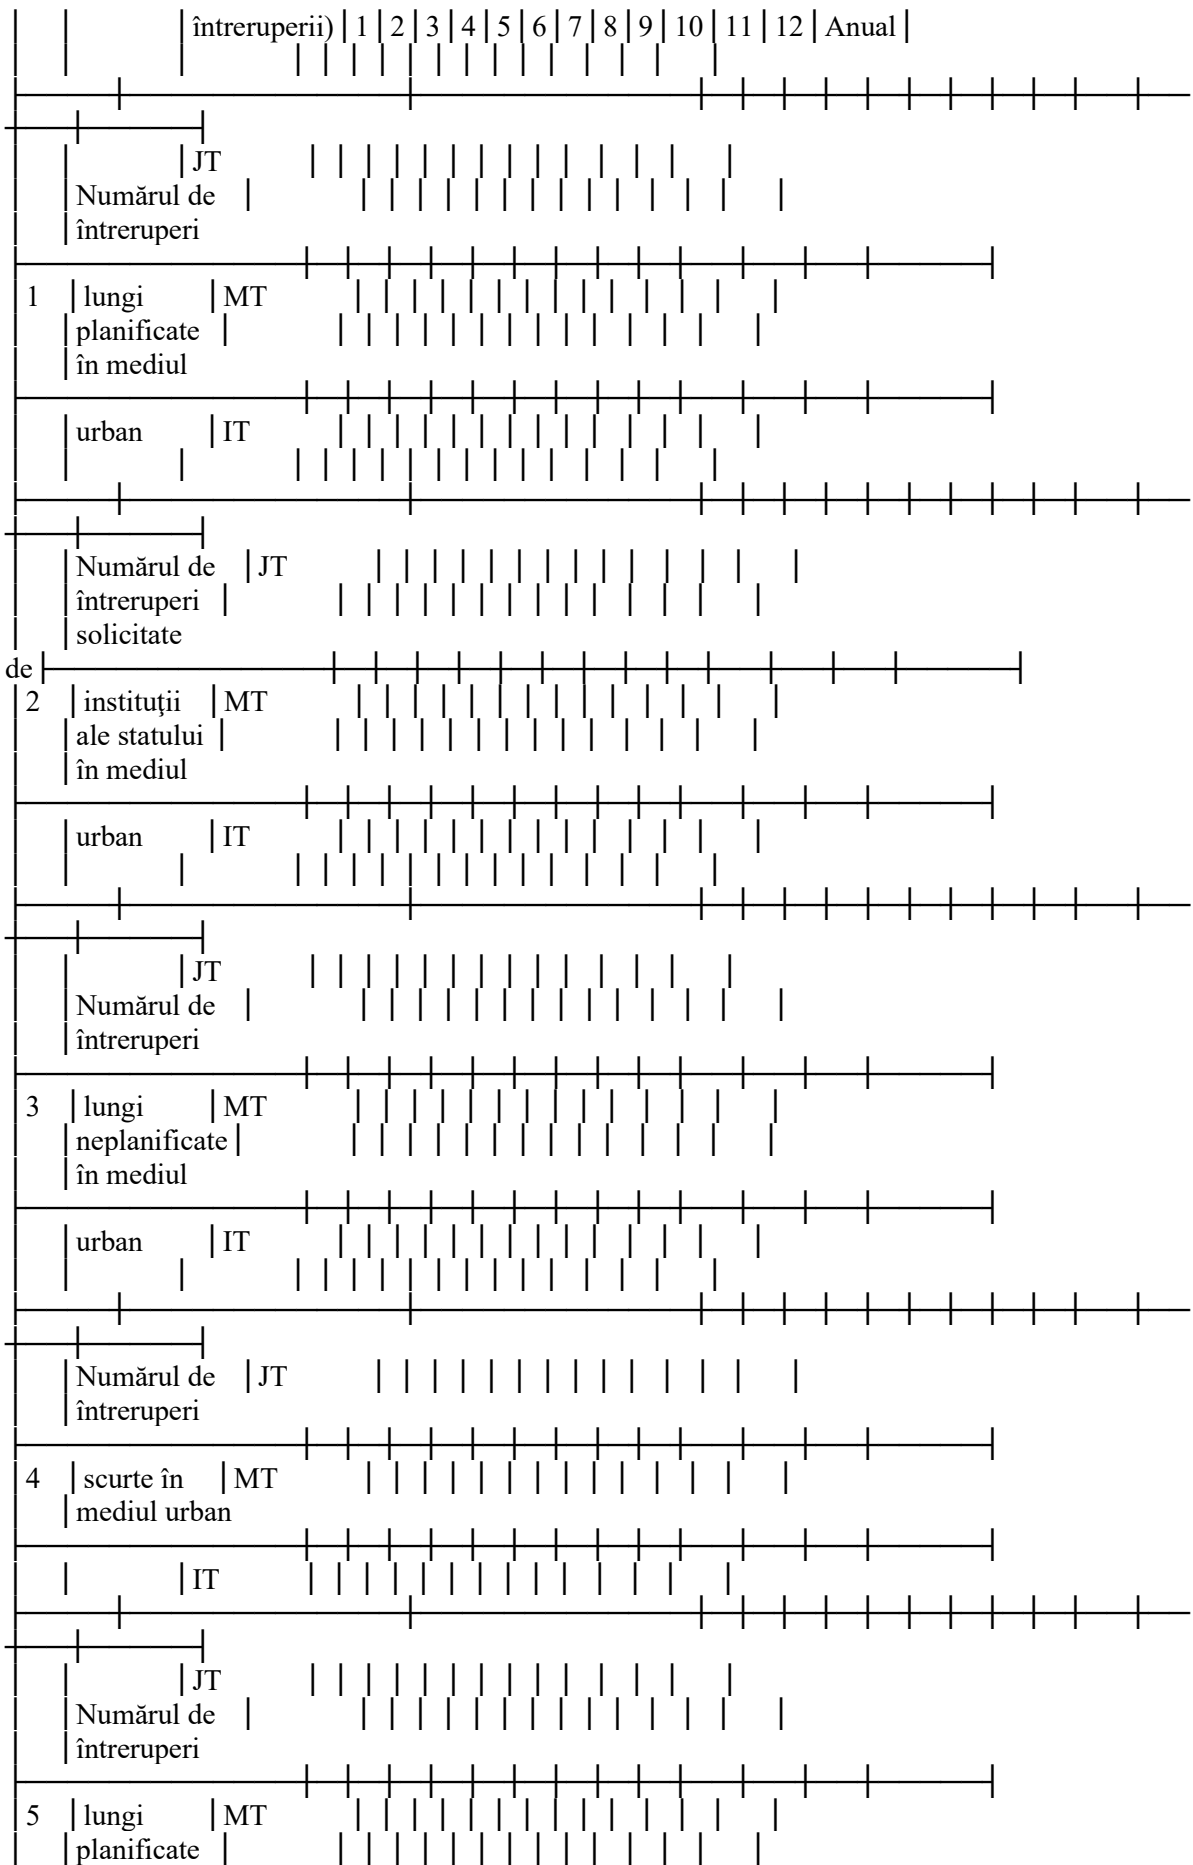 întreruperii) 1 2 3 4 5 6 7 8 9 10 11 12 Anual
JT
Numărul de
întreruperi
1 lungi MT
planificate
în mediul
urban IT
Numărul de JT
întreruperi
solicitate
de
2 instituţii MT
ale statului
în mediul
urban IT
JT
Numărul de
întreruperi
3 lungi MT
neplanificate
în mediul
urban IT
Numărul de JT
întreruperi
4 scurte în MT
mediul urban
IT
JT
Numărul de
întreruperi
5 lungi MT
planificate